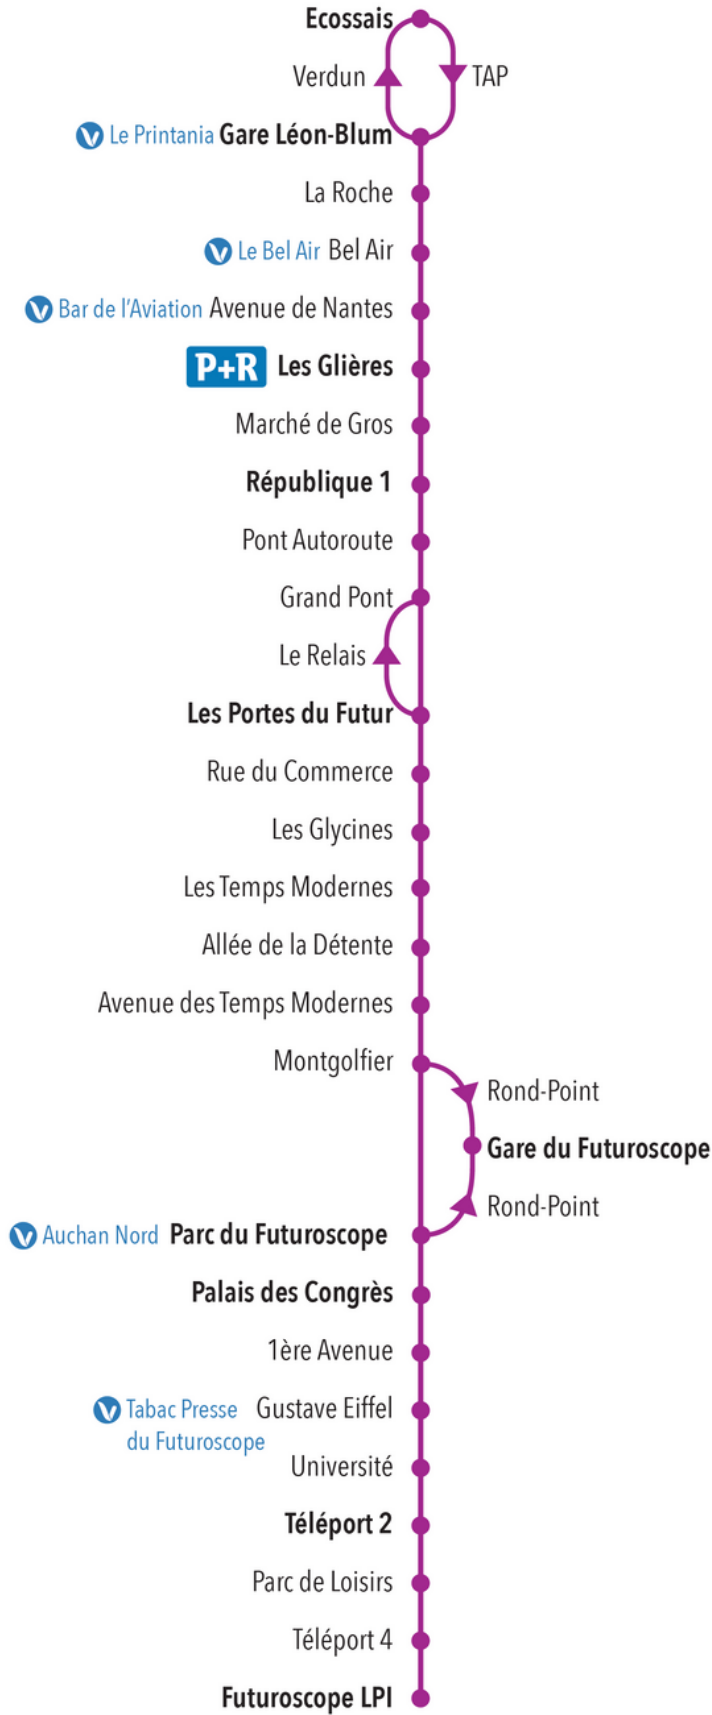 Ecossais
Verdun TAP
Le Printania Gare Léon-Blum
La Roche
Le Bel Air Bel Air
Bar de l'Aviation Avenue de Nantes
P+R Les Glières
Marché de Gros
République 1
Pont Autoroute
Grand Pont
Le Relais
Les Portes du Futur
Rue du Commerce
Les Glycines
Les Temps Modernes
Allée de la Détente
Avenue des Temps Modernes
Montgolfier
Rond-Point
Gare du Futuroscope
Rond-Point
Auchan Nord Parc du Futuroscope
Palais des Congrès
1ère Avenue
Tabac Presse Gustave Eiffel
du Futuroscope
Université
Téléport 2
Parc de Loisirs
Téléport 4
Futuroscope LPI